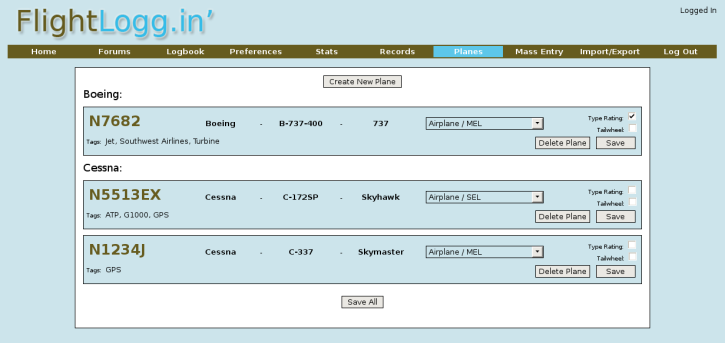 FlightLogg.in’
Logged In
Home Forums Logbook Preferences Stats Records Planes Mass Entry Import/Export Log Out
Create New Plane
Boeing:
N7682 Boeing - B-737-400 - 737 Airplane / MEL Type Rating:
Tailwheel:
Tags: Jet, Southwest Airlines, Turbine Delete Plane Save
Cessna:
N5513EX Cessna - C-172SP - Skyhawk Airplane / SEL Type Rating:
Tailwheel:
Tags: ATP, G1000, GPS Delete Plane Save
N1234J Cessna - C-337 - Skymaster Airplane / MEL Type Rating:
Tailwheel:
Tags: GPS Delete Plane Save
Save All